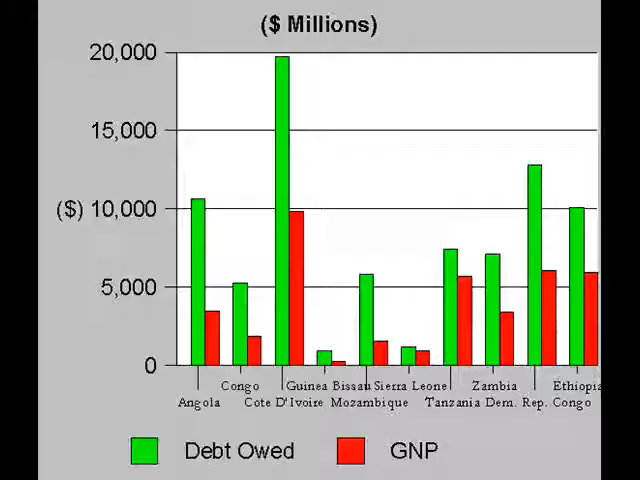 ($ Millions)
20,000
15,000
($) 10,000
5,000
0
Congo Guinea Bissau Sierra Leone Zambia Ethiopia
Angola Cote D'Ivoire Mozambique Tanzania Dem. Rep. Congo
Debt Owed GNP